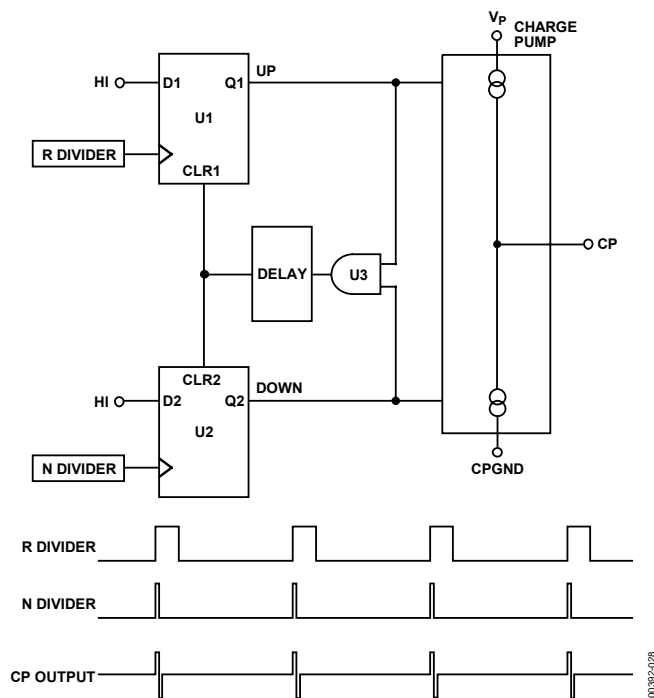 VP CHARGE
PUMP
HI D1 Q1 UP
U1
R DIVIDER
CLR1
DELAY U3 CP
CLR2
HI D2 Q2 DOWN
U2
N DIVIDER
CPGND
R DIVIDER
N DIVIDER
CP OUTPUT
00392-028